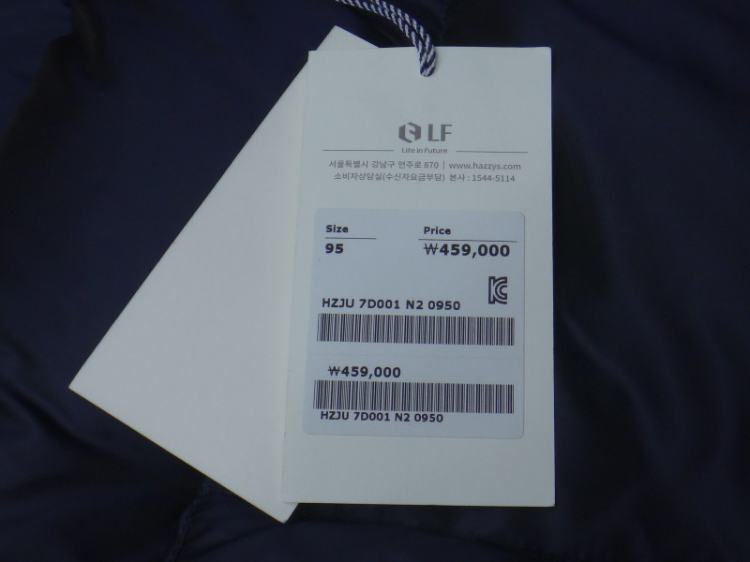 LF
Life in Future
서울특별시 강남구 언주로 870 | www.hazzys.com
소비자상담실(수신자요금부담) 본사 : 1544-5114
Size Price
95 ₩459,000
HZJU 7D001 N2 0950
₩459,000
HZJU 7D001 N2 0950